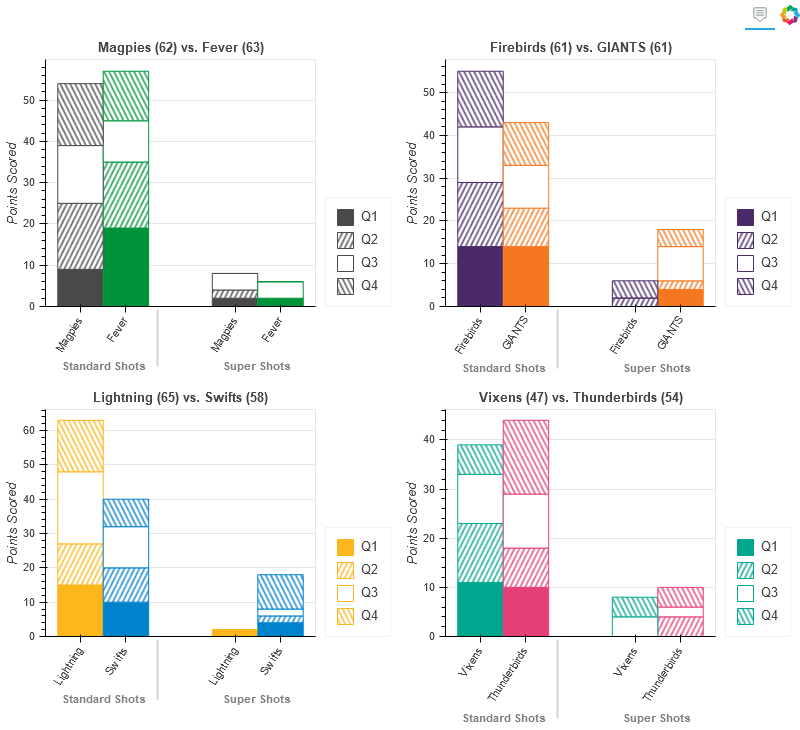 Magpies (62) vs. Fever (63)
Points Scored
50
40
30
20
10
0
Magpies
Fever
Magpies
Fever
Standard Shots
Super Shots
Q1
Q2
Q3
Q4
Firebirds (61) vs. GIANTS (61)
Points Scored
50
40
30
20
10
0
Firebirds
GIANTS
Firebirds
GIANTS
Standard Shots
Super Shots
Q1
Q2
Q3
Q4
Lightning (65) vs. Swifts (58)
Points Scored
60
50
40
30
20
10
0
Lightning
Swifts
Lightning
Swifts
Standard Shots
Super Shots
Q1
Q2
Q3
Q4
Vixens (47) vs. Thunderbirds (54)
Points Scored
40
30
20
10
0
Vixens
Thunderbirds
Vixens
Thunderbirds
Standard Shots
Super Shots
Q1
Q2
Q3
Q4